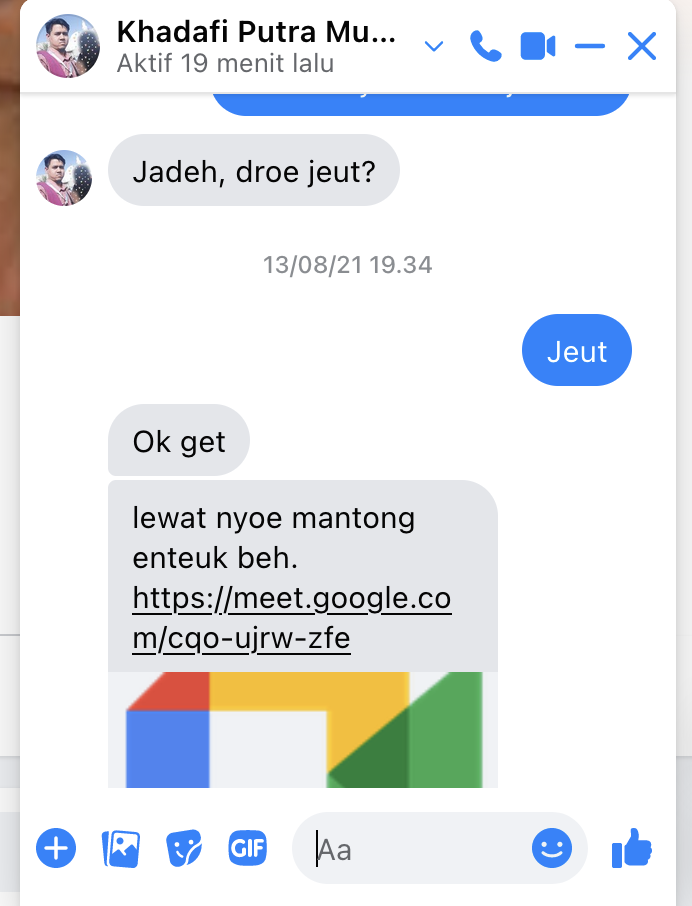 Khadafi Putra Mu...
Aktif 19 menit lalu
Jadeh, droe jeut?
13/08/21 19.34
Jeut
Ok get
lewat nyoe mantong
enteuk beh.
https://meet.google.co
m/cqo-ujrw-zfe
GIF
Aa